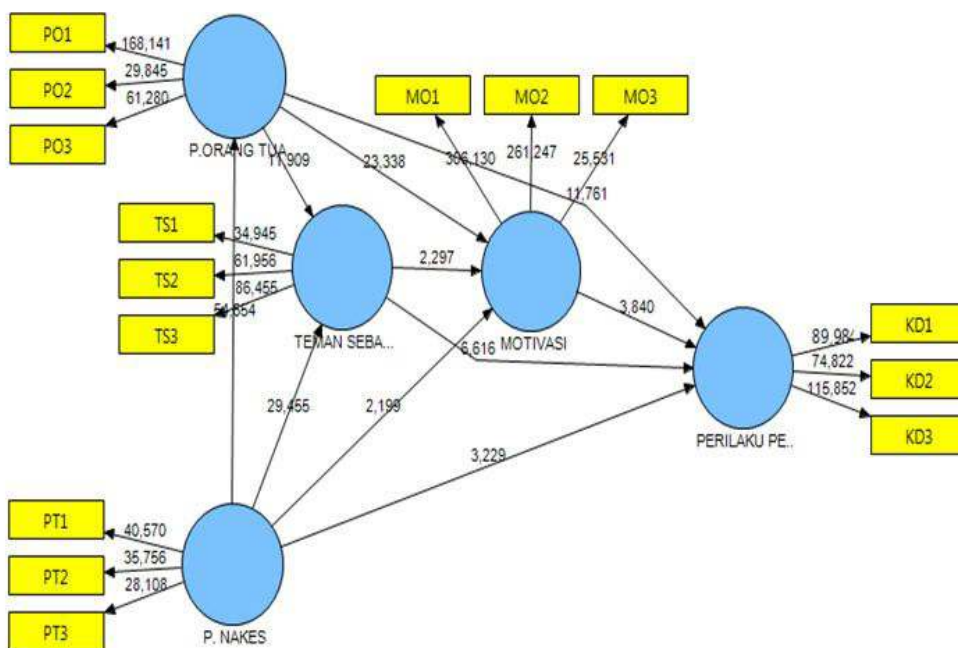 PO1
168,141
PO2
29,845
PO3
61,280
P.ORANG TUA
MO1
MO2
MO3
306,130
261,247
25,531
11,909
23,338
11,761
TS1
34,945
TS2
61,956
TS3
86,455
TEMAN SEBA...
2,297
MOTIVASI
3,840
6,616
29,455
2,199
3,229
KD1
KD2
74,822
KD3
115,852
PERILAKU PE..
PT1
40,570
PT2
35,756
PT3
28,108
P. NAKES